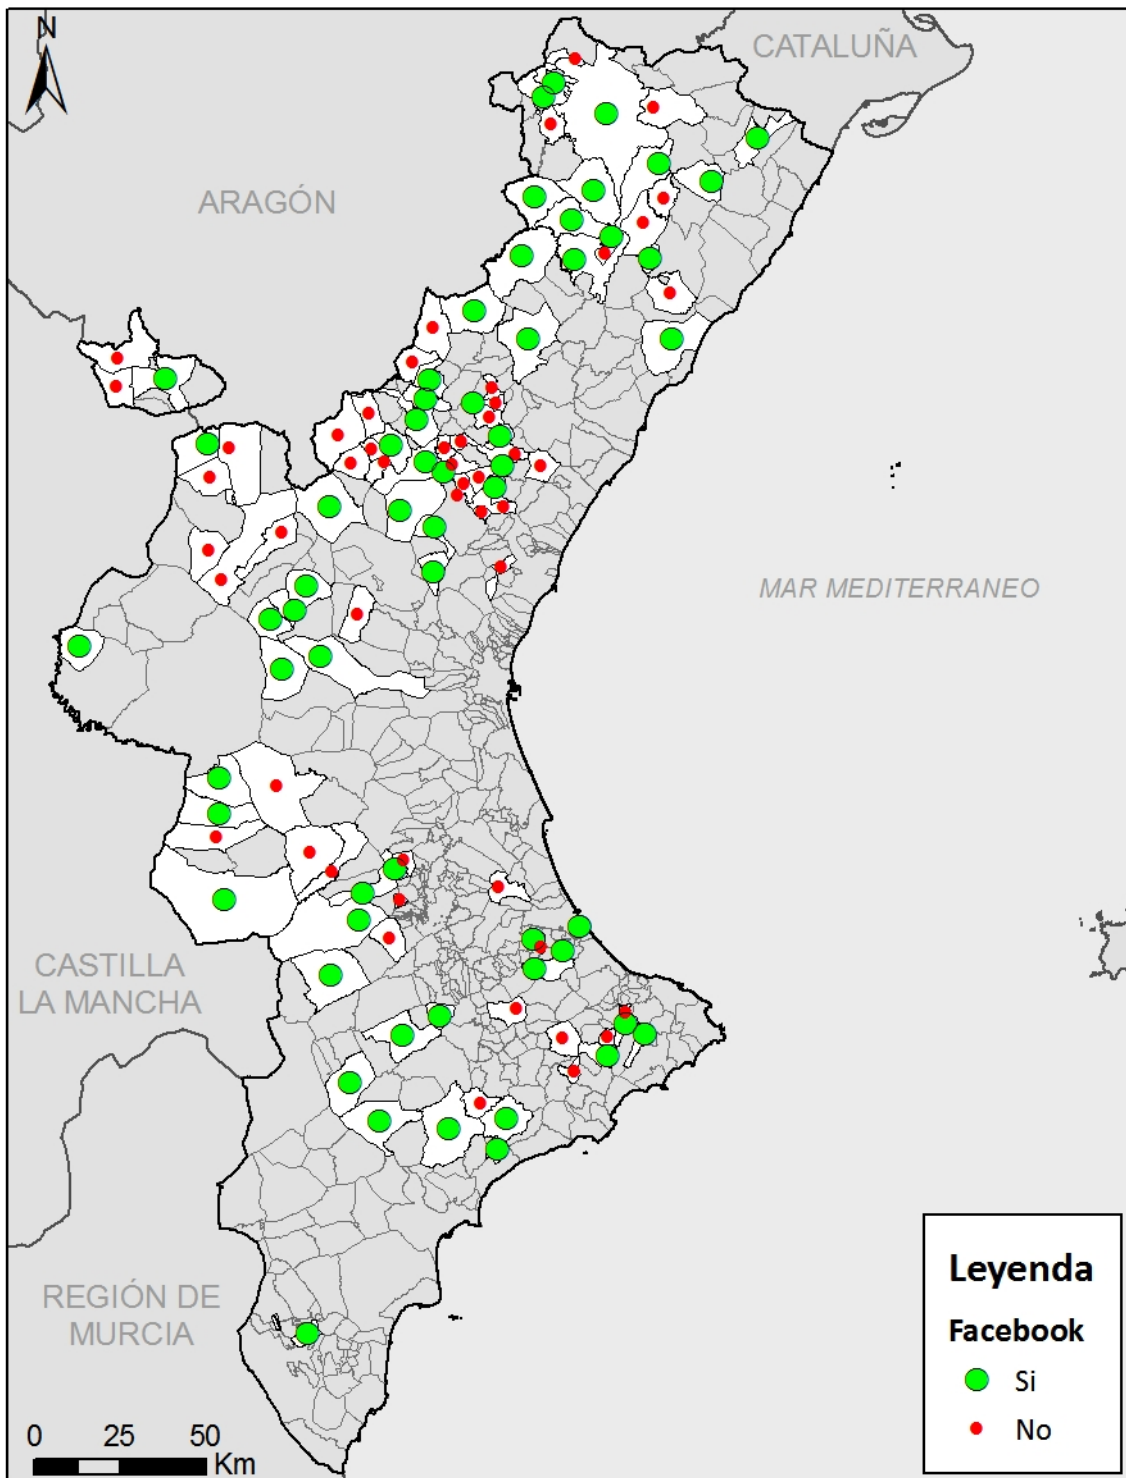 N
CATALUÑA
ARAGÓN
MAR MEDITERRANEO
CASTILLA
LA MANCHA
REGIÓN DE
MURCIA
Leyenda
Facebook
Si
No
0 25 50
Km